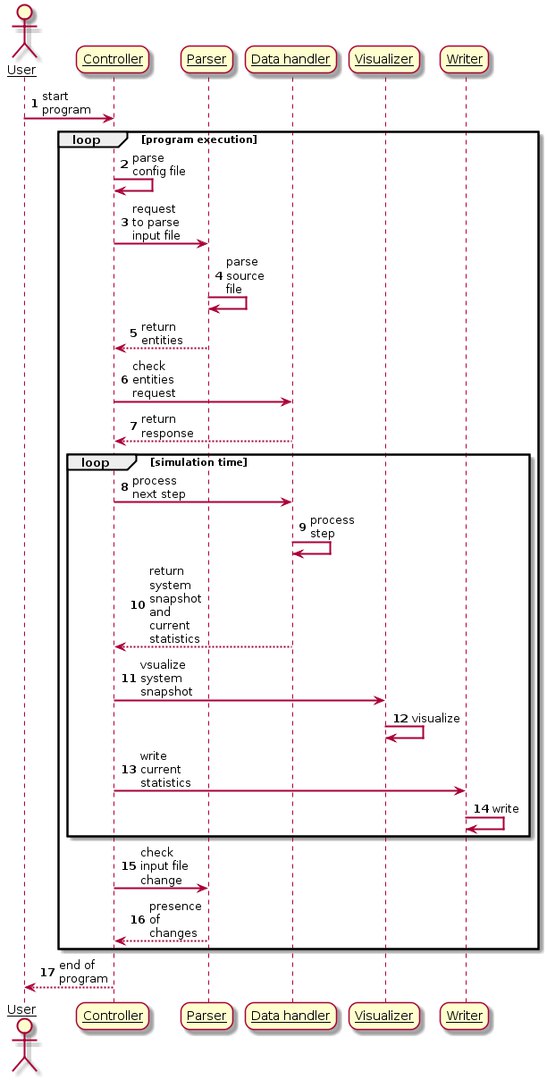 User
Controller
Parser
Data handler
Visualizer
Writer
1 start
program
loop [program execution]
2 parse
config file
request
3 to parse
input file
parse
4 source
file
5 return
entities
check
6 entities
request
7 return
response
loop [simulation time]
8 process
next step
9 process
step
return
system
snapshot
10 and
current
statistics
vsualize
11 system
snapshot
12 visualize
write
13 current
statistics
14 write
check
15 input file
change
presence
16 of
changes
17 end of
program
User
Controller
Parser
Data handler
Visualizer
Writer